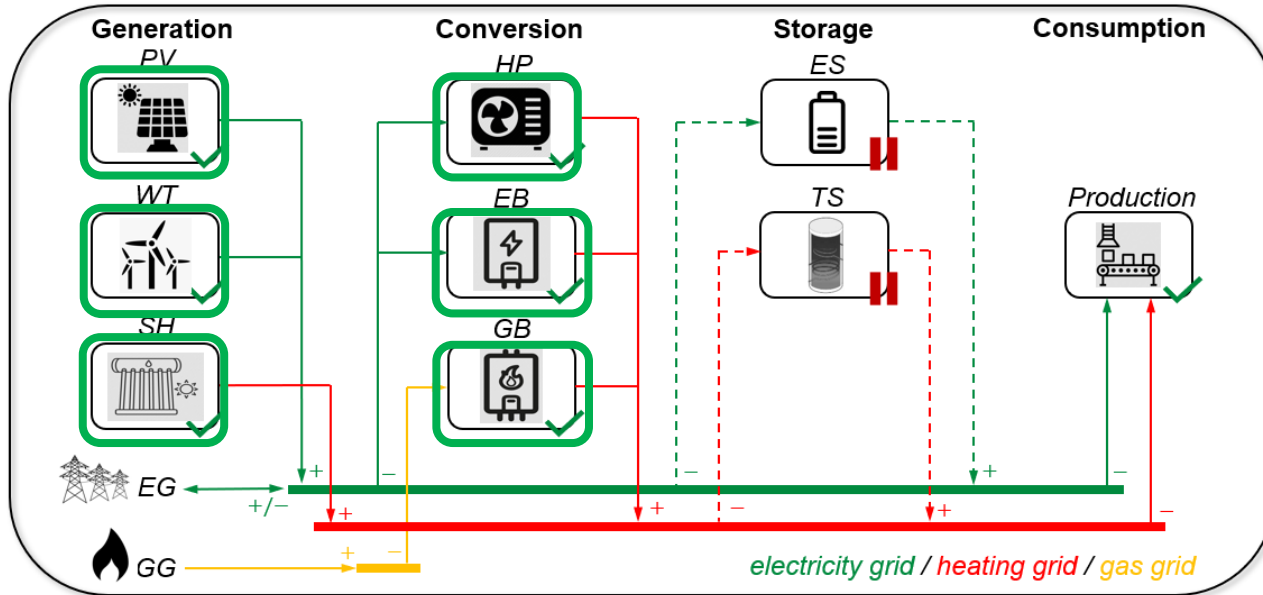 Generation
Conversion
Storage
Consumption
PV
HP
ES
WT
EB
TS
Production
SH
GB
EG
+/−
+
−
−
+
−
+
+
−
+
−
GG
+
−
electricity grid / heating grid / gas grid